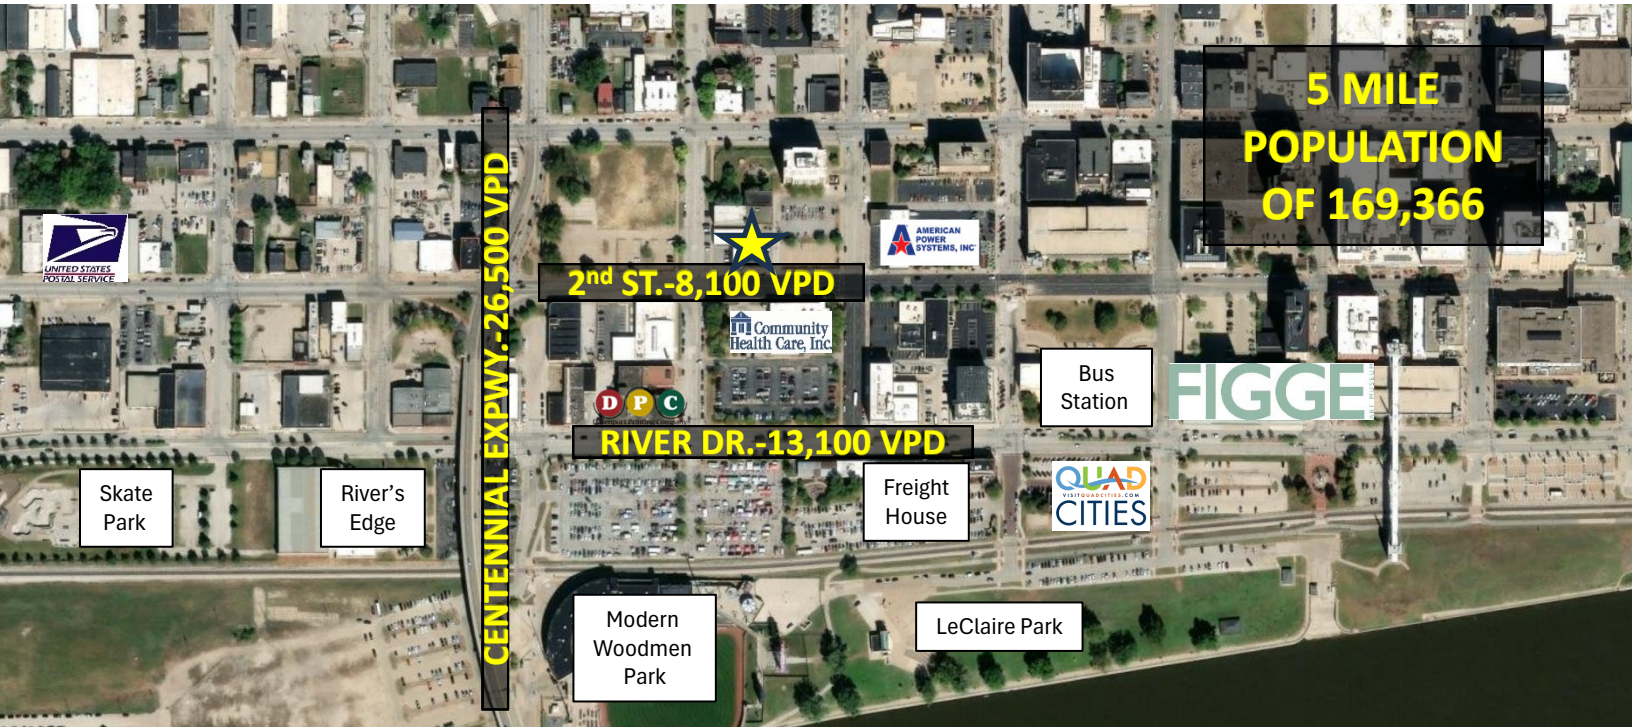 5 MILE
POPULATION
OF 169,366
CENTENNIAL EXPWY.-26,500 VPD
UNITED STATES
POSTAL SERVICE
AMERICAN
POWER
SYSTEMS, INC
2nd ST.-8,100 VPD
Community
Health Care, Inc.
Bus
Station
FIGGE
D P C
RIVER DR.-13,100 VPD
Skate
Park
River's
Edge
Freight
House
QUAD
VISITQUADCITIES.COM
CITIES
Modern
Woodmen
Park
LeClaire Park